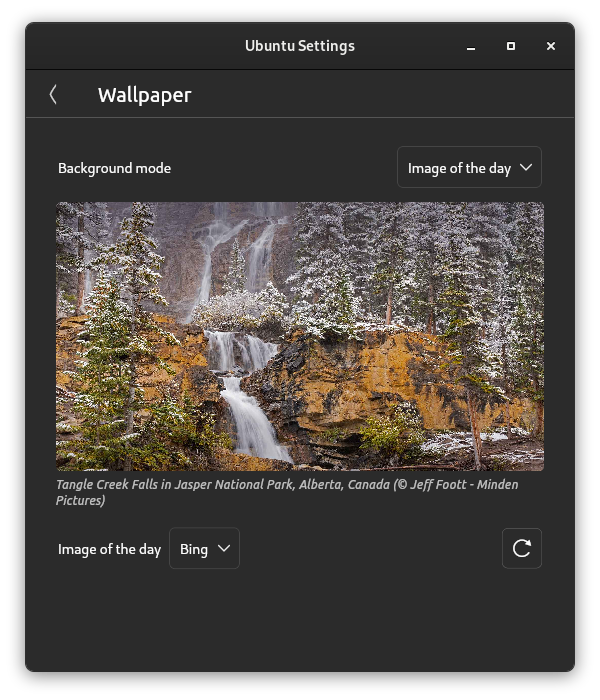 Ubuntu Settings
Wallpaper
Background mode
Image of the day
Tangle Creek Falls in Jasper National Park, Alberta, Canada (© Jeff Foott - Minden
Pictures)
Image of the day
Bing